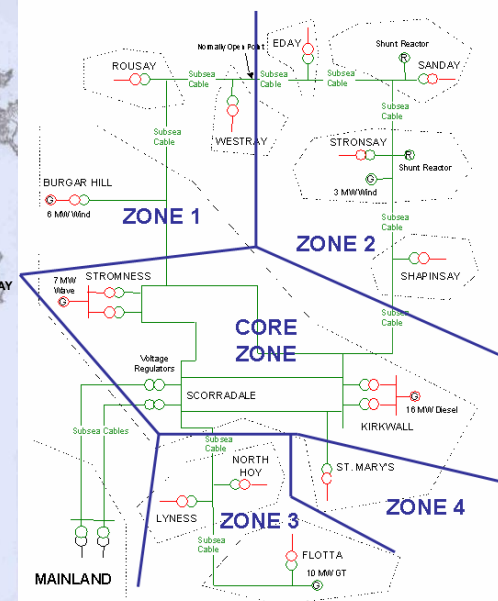 Normally Open Point
EDAY
Shunt Reactor
R
ROUSAY
SANDAY
Subsea
Cable
Subsea
Cable
Subsea'
Cable
Subsea
Cable
Subsea
Cable
WESTRAY
STRONSAY
R
Shunt Reactor
G
3 MW Wind
BURGAR HILL
G
6 MW Wind
ZONE 1
Subsea
Cable
ZONE 2
SHAPINSAY
AY
STROMNESS
7 MW
Wave
G
Subsea
Cable
CORE
ZONE
Voltage
Regulators
SCORRADALE
G
16 MW Diesel
KIRKWALL
Subsea Cables
Subsea
Cable
NORTH
HOY
ST. MARY'S
LYNESS
ZONE 3
ZONE 4
Subsea
Cable
FLOTTA
MAINLAND
10 MW GT
G